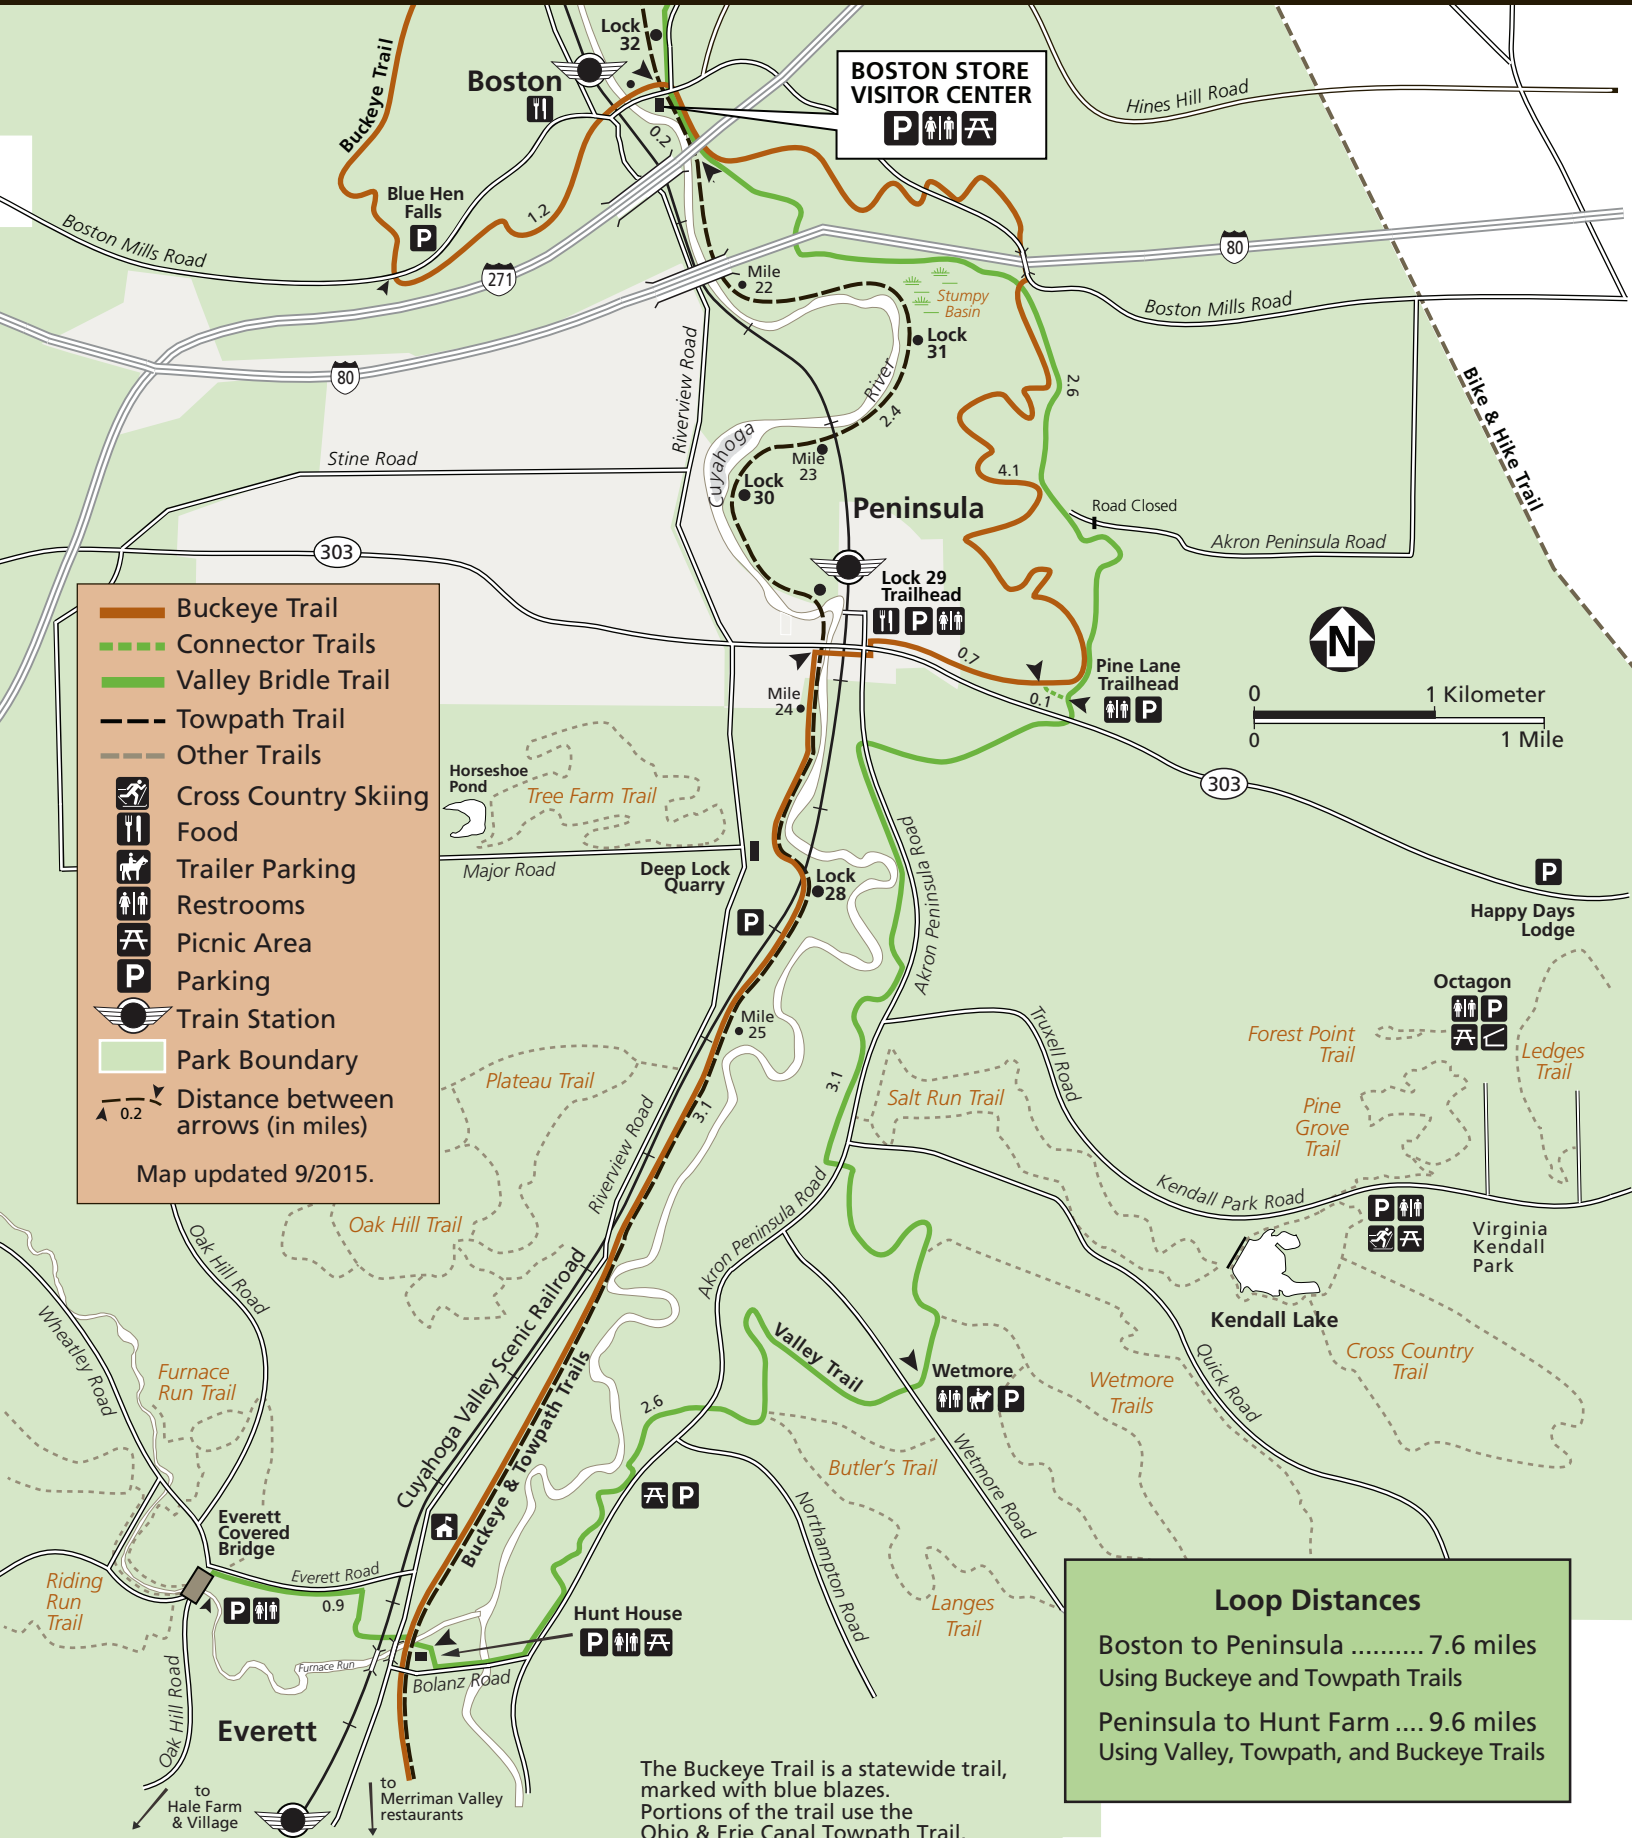 Lock
32
Boston
Buckeye Trail
BOSTON STORE
VISITOR CENTER
P
Hines Hill Road
0.2
Blue Hen
Falls
P
1.2
Boston Mills Road
271
80
Mile
22
Stumpy
Basin
Boston Mills Road
Lock
31
80
Riverview Road
River
2.4
2.6
Bike & Hike Trail
Cuyahoga
Mile
23
Stine Road
4.1
Lock
30
Peninsula
Road Closed
Akron Peninsula Road
303
Lock 29
Trailhead
P
0.7
Pine Lane
Trailhead
P
0.1
Mile
24
N
0 1 Kilometer
0 1 Mile
303
Buckeye Trail
Connector Trails
Valley Bridle Trail
Towpath Trail
Other Trails
Cross Country Skiing
Food
Trailer Parking
Restrooms
Picnic Area
P Parking
Train Station
Park Boundary
0.2
Distance between
arrows (in miles)
Map updated 9/2015.
Horseshoe
Pond
Tree Farm Trail
Major Road
Deep Lock
Quarry
P
Lock
28
Akron Peninsula Road
Akron Peninsula Road
P
Happy Days
Lodge
Octagon
P
Mile
25
Forest Point
Trail
Ledges
Trail
Truxell Road
Plateau Trail
3.1
3.1
Salt Run Trail
Pine
Grove
Trail
Riverview Road
Kendall Park Road
P
Virginia
Kendall
Park
Oak Hill Trail
Oak Hill Road
Akron Peninsula Road
Kendall Lake
Wheatley Road
Cuyahoga Valley Scenic Railroad
Valley Trail
Wetmore
P
Quick Road
Cross Country
Trail
Furnace
Run Trail
Buckeye & Towpath Trails
2.6
Wetmore
Trails
Butler's Trail
Wetmore Road
P
Northampton Road
Everett
Covered
Bridge
Everett Road
Riding
Run
Trail
P
0.9
Hunt House
P
Langes
Trail
Furnace Run
Bolanz Road
Oak Hill Road
Everett
Loop Distances
Boston to Peninsula .......... 7.6 miles
Using Buckeye and Towpath Trails
Peninsula to Hunt Farm .... 9.6 miles
Using Valley, Towpath, and Buckeye Trails
to
Hale Farm
& Village
to
Merriman Valley
restaurants
The Buckeye Trail is a statewide trail,
marked with blue blazes.
Portions of the trail use the
Ohio & Erie Canal Towpath Trail.